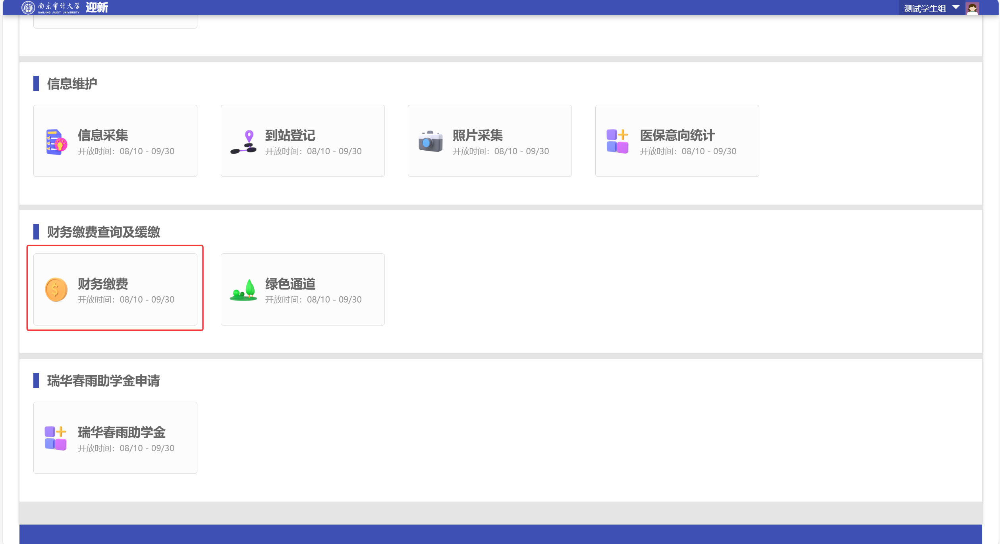 南京审计大学 迎新
NANJING AUDIT UNIVERSITY
测试学生组
信息维护
信息采集
开放时间：08/10 - 09/30
到站登记
开放时间：08/10 - 09/30
照片采集
开放时间：08/10 - 09/30
医保意向统计
开放时间：08/10 - 09/30
财务缴费查询及缓缴
财务缴费
开放时间：08/10 - 09/30
绿色通道
开放时间：08/10 - 09/30
瑞华春雨助学金申请
瑞华春雨助学金
开放时间：08/10 - 09/30